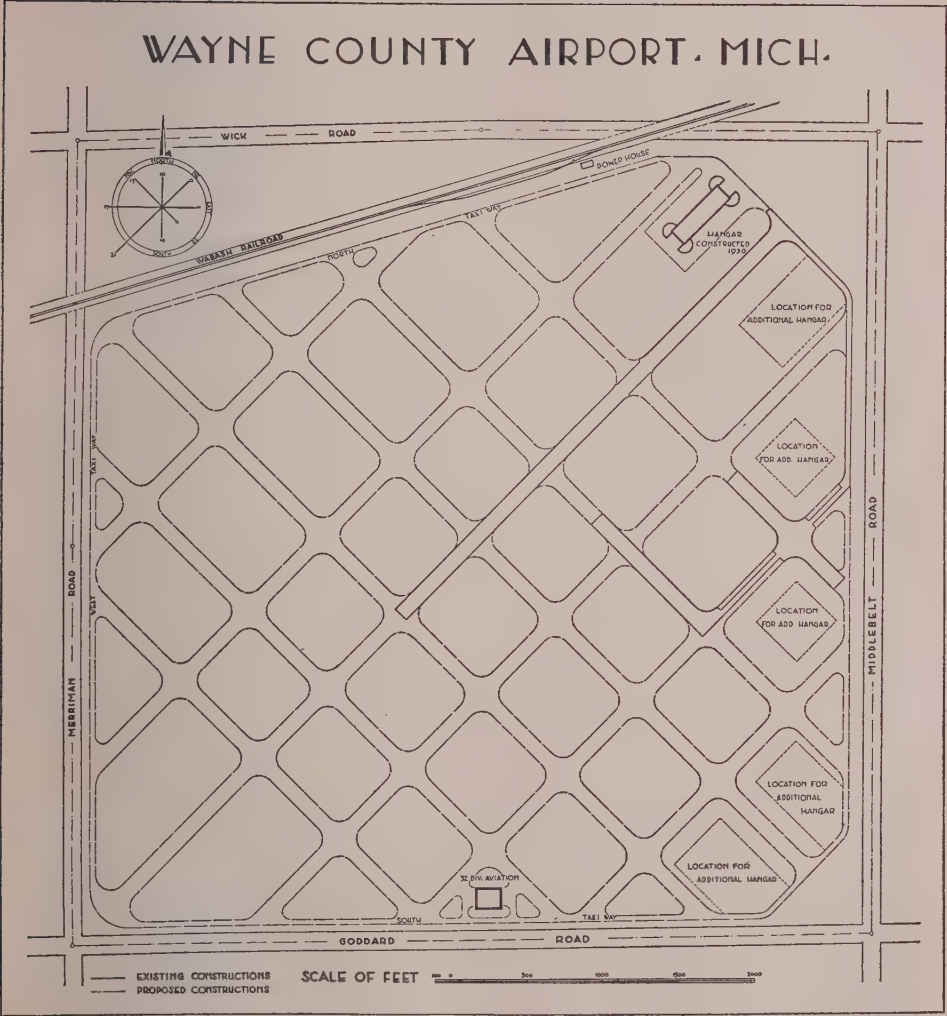 WAYNE COUNTY AIRPORT. MICH.
WICK ROAD
POWER HOUSE
NORTH
EAST
SOUTH
WABASH RAILROAD
NORTH
TAXI WAY
HANGAR
CONSTRUCTED
1930
LOCATION FOR
ADDITIONAL HANGAR
LOCATION
FOR ADD. HANGAR
TAXI WAY
WEST
MERRIMAN ROAD
MIDDLEBELT ROAD
LOCATION
FOR ADD HANGAR
LOCATION FOR
ADDITIONAL
HANGAR
LOCATION FOR
ADDITIONAL HANGAR
32 DIV. AVIATION
SOUTH TAXI WAY
GODDARD ROAD
EXISTING CONSTRUCTIONS
PROPOSED CONSTRUCTIONS
SCALE OF FEET
500 0 500 1000 1500 2000